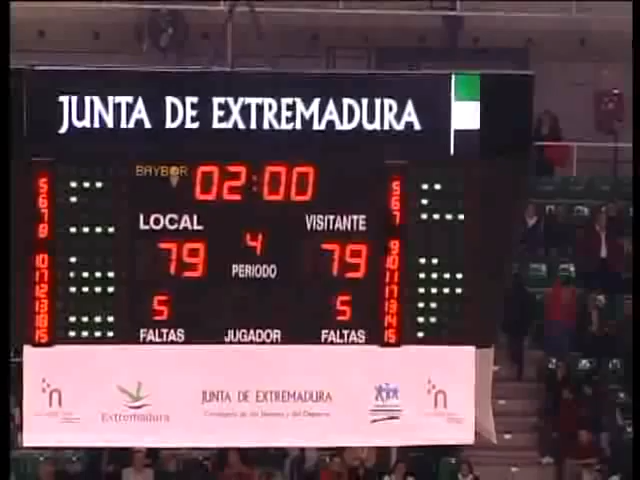 JUNTA DE EXTREMADURA
BAYBOR 02:00
LOCAL VISITANTE
79 4 79
PERIODO
5 5
FALTAS JUGADOR FALTAS
5 5
6 6
7 7
8 9
10 10
11 11
12 12
13 13
14
15 15
Extremadura
JUNTA DE EXTREMADURA